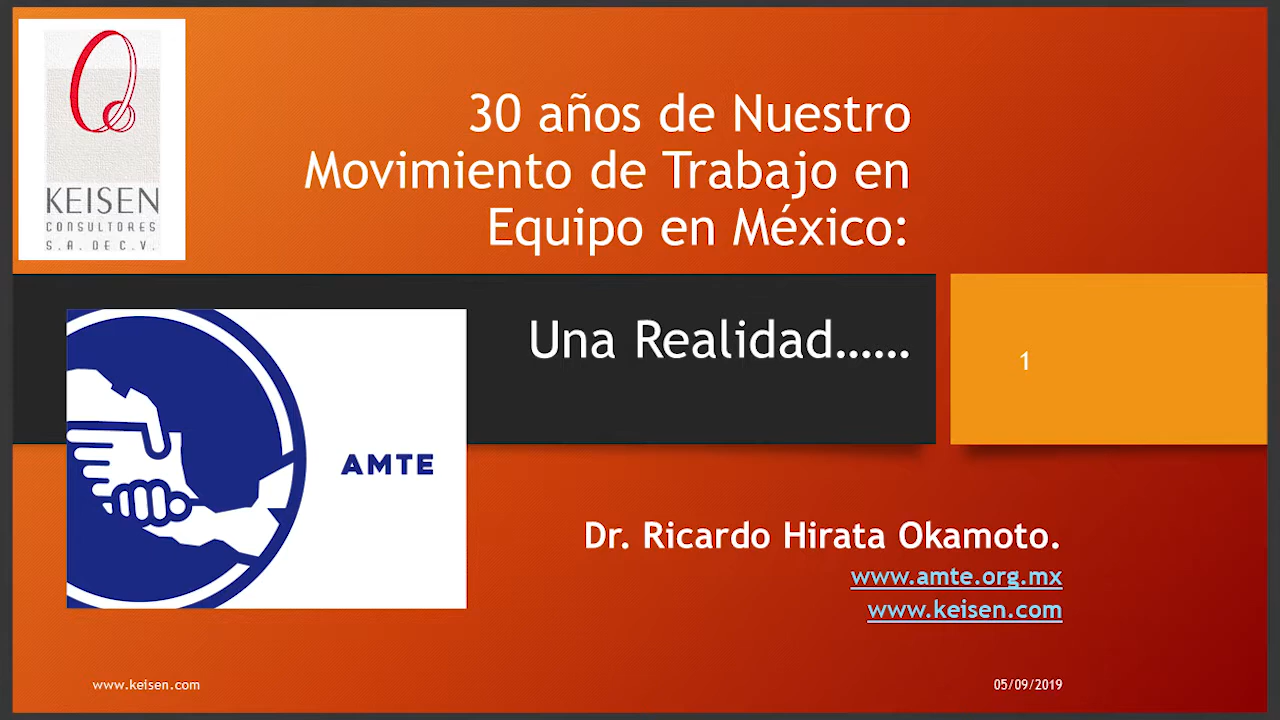 KEISEN
CONSULTORES
S.A. DE C.V.
30 años de Nuestro
Movimiento de Trabajo en
Equipo en México:
Una Realidad……
1
AMTE
Dr. Ricardo Hirata Okamoto.
www.amte.org.mx
www.keisen.com
www.keisen.com
05/09/2019